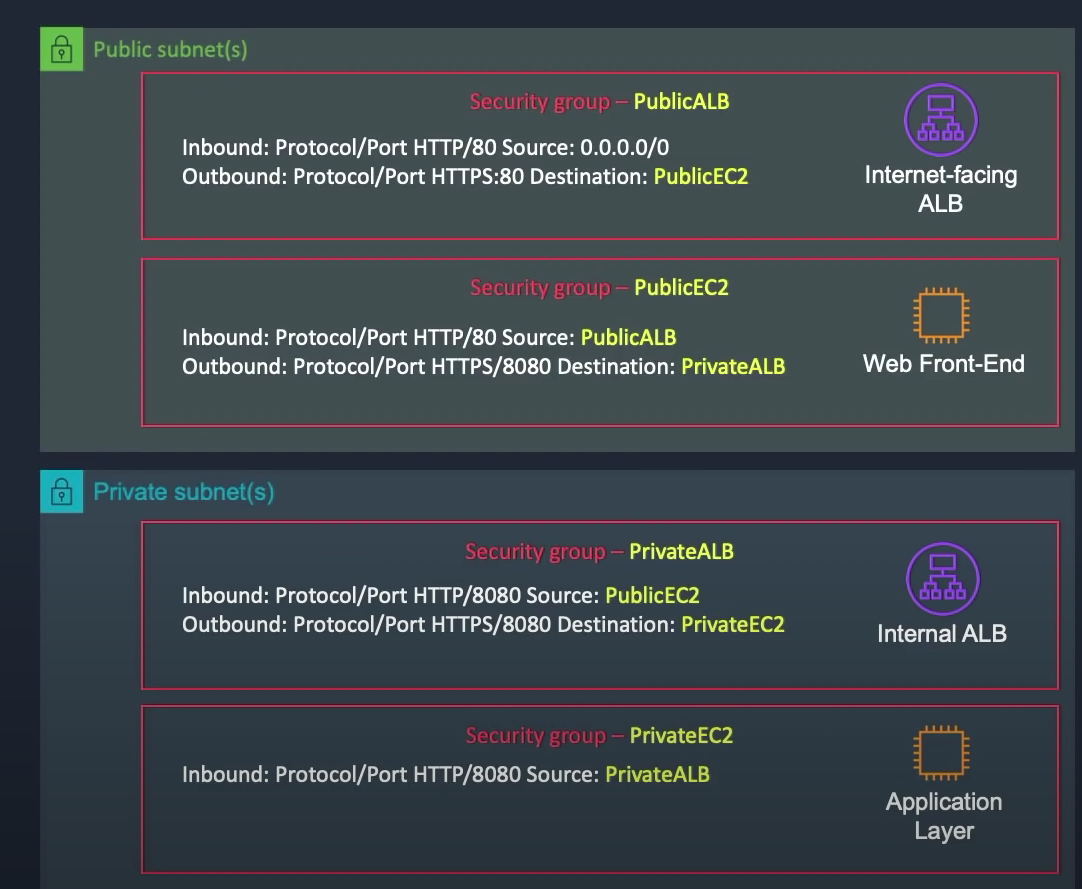 Public subnet(s)
Security group – PublicALB
Inbound: Protocol/Port HTTP/80 Source: 0.0.0.0/0
Outbound: Protocol/Port HTTPS:80 Destination: PublicEC2
Internet-facing
ALB
Security group – PublicEC2
Inbound: Protocol/Port HTTP/80 Source: PublicALB
Outbound: Protocol/Port HTTPS/8080 Destination: PrivateALB
Web Front-End
Private subnet(s)
Security group – PrivateALB
Inbound: Protocol/Port HTTP/8080 Source: PublicEC2
Outbound: Protocol/Port HTTPS/8080 Destination: PrivateEC2
Internal ALB
Security group – PrivateEC2
Inbound: Protocol/Port HTTP/8080 Source: PrivateALB
Application
Layer